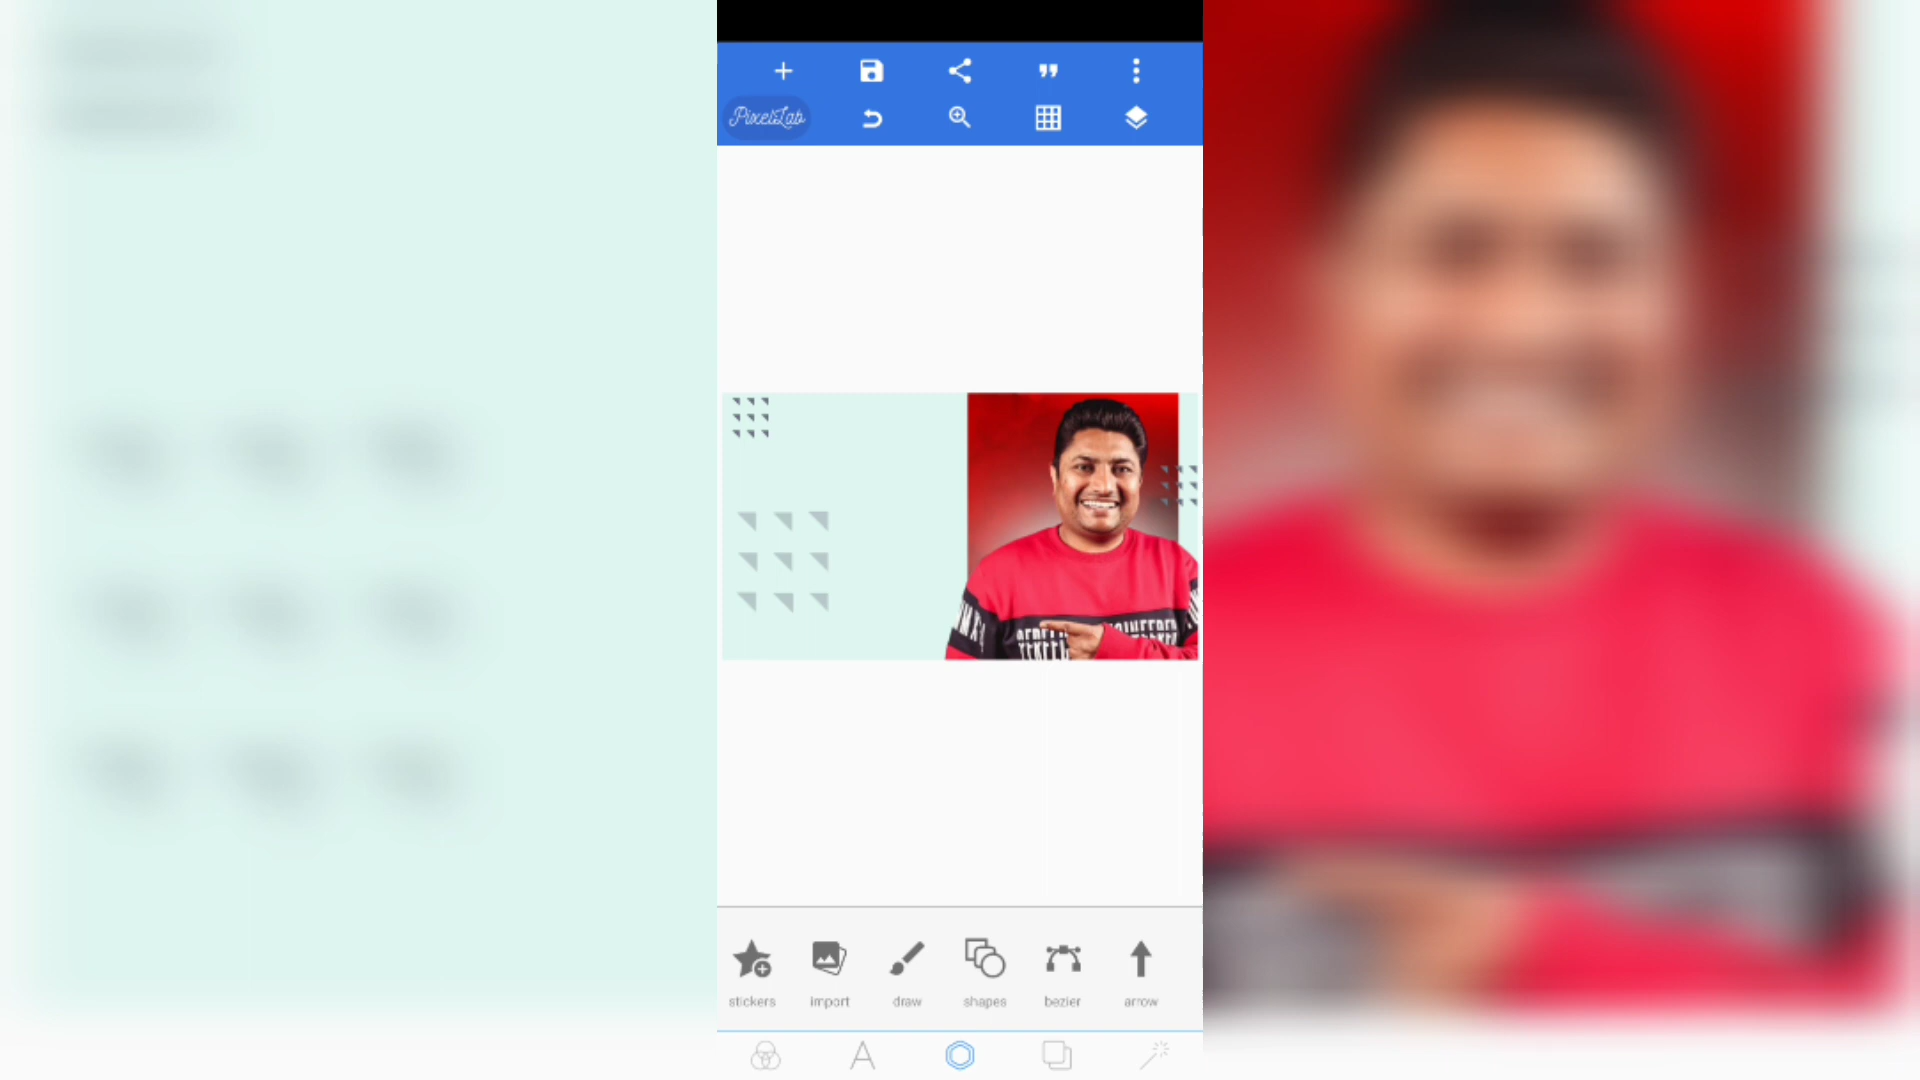 PixelLab
stickers
import
draw
shapes
bezier
arrow